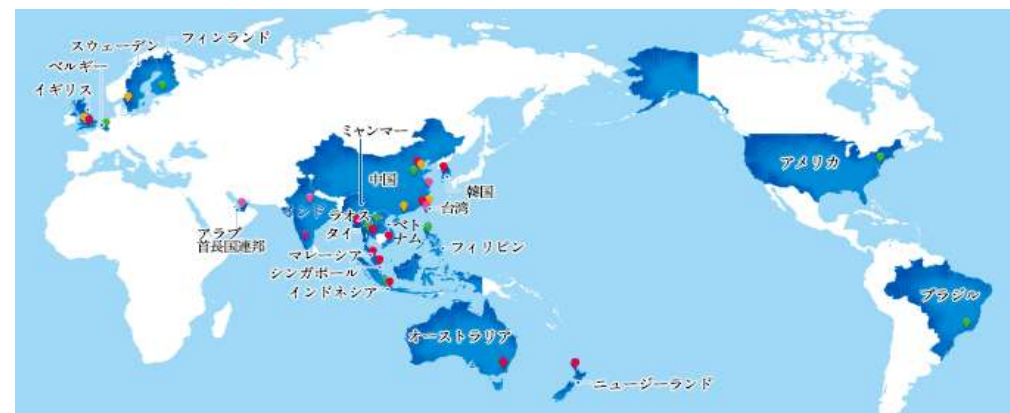 スウェーデン
フィンランド
ベルギー
イギリス
ミャンマー
中国
韓国
台湾
インド
ラオス
タイ
ベト
ナム
フィリピン
アラブ
首長国連邦
マレーシア
シンガポール
インドネシア
オーストラリア
ニュージーランド
アメリカ
ブラジル